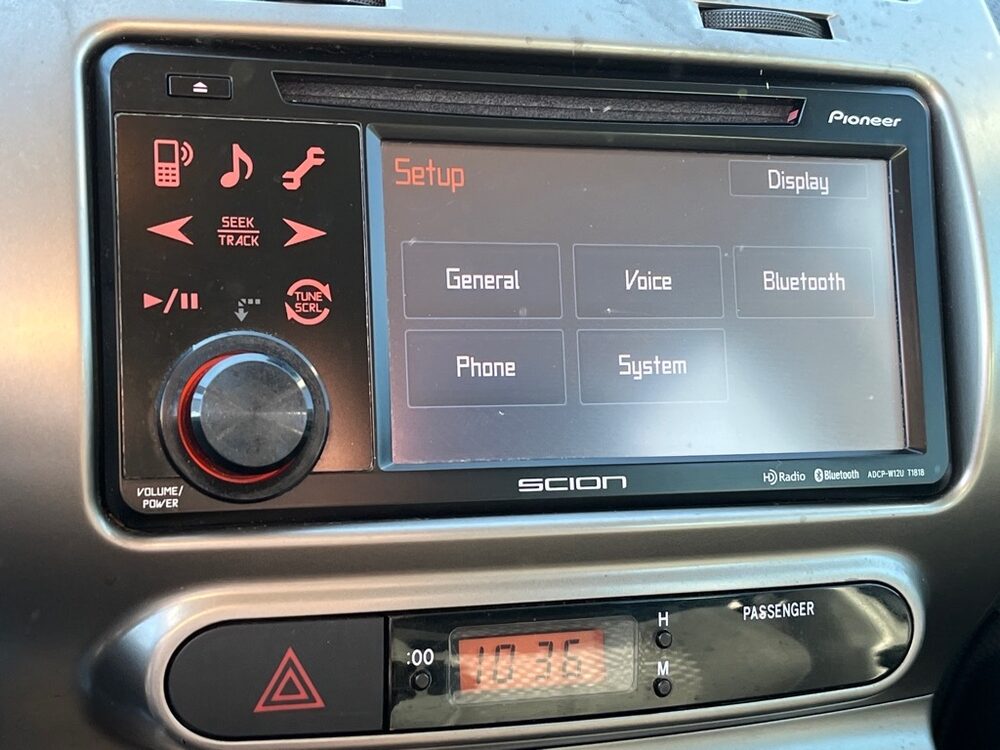 Pioneer
Setup
Display
SEEK
TRACK
General
Voice
Bluetooth
TUNE
SCRL
Phone
System
VOLUME/
POWER
SCION
HD Radio
Bluetooth
ADCP-W12U T1818
PASSENGER
H
:00
10 36
M